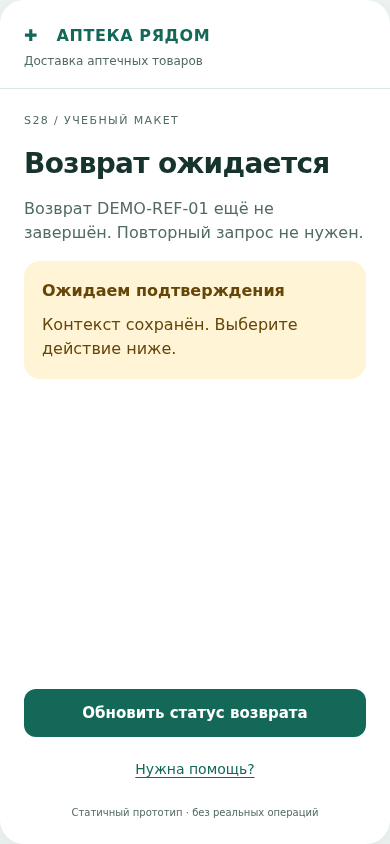 ✚ АПТЕКА РЯДОМ
Доставка аптечных товаров
S28 / УЧЕБНЫЙ МАКЕТ
Возврат ожидается
Возврат DEMO-REF-01 ещё не
завершён. Повторный запрос не нужен.
Ожидаем подтверждения
Контекст сохранён. Выберите
действие ниже.
Обновить статус возврата
Нужна помощь?
Статичный прототип · без реальных операций